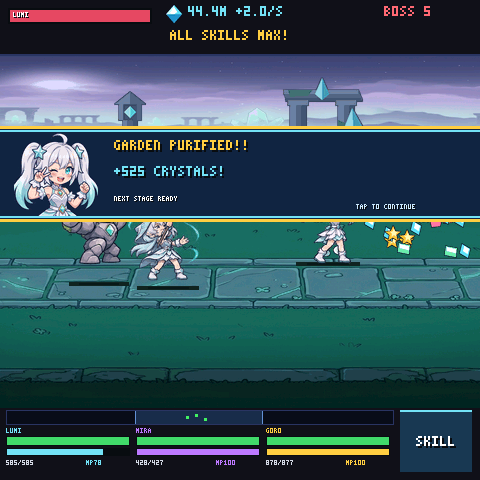 LUMI
44.4M +2.0/S
BOSS 5
ALL SKILLS MAX!
GARDEN PURIFIED!!
+525 CRYSTALS!
NEXT STAGE READY
TAP TO CONTINUE
LUMI
MIRA
GORO
SKILL
585/585
MP78
428/427
MP100
878/877
MP100